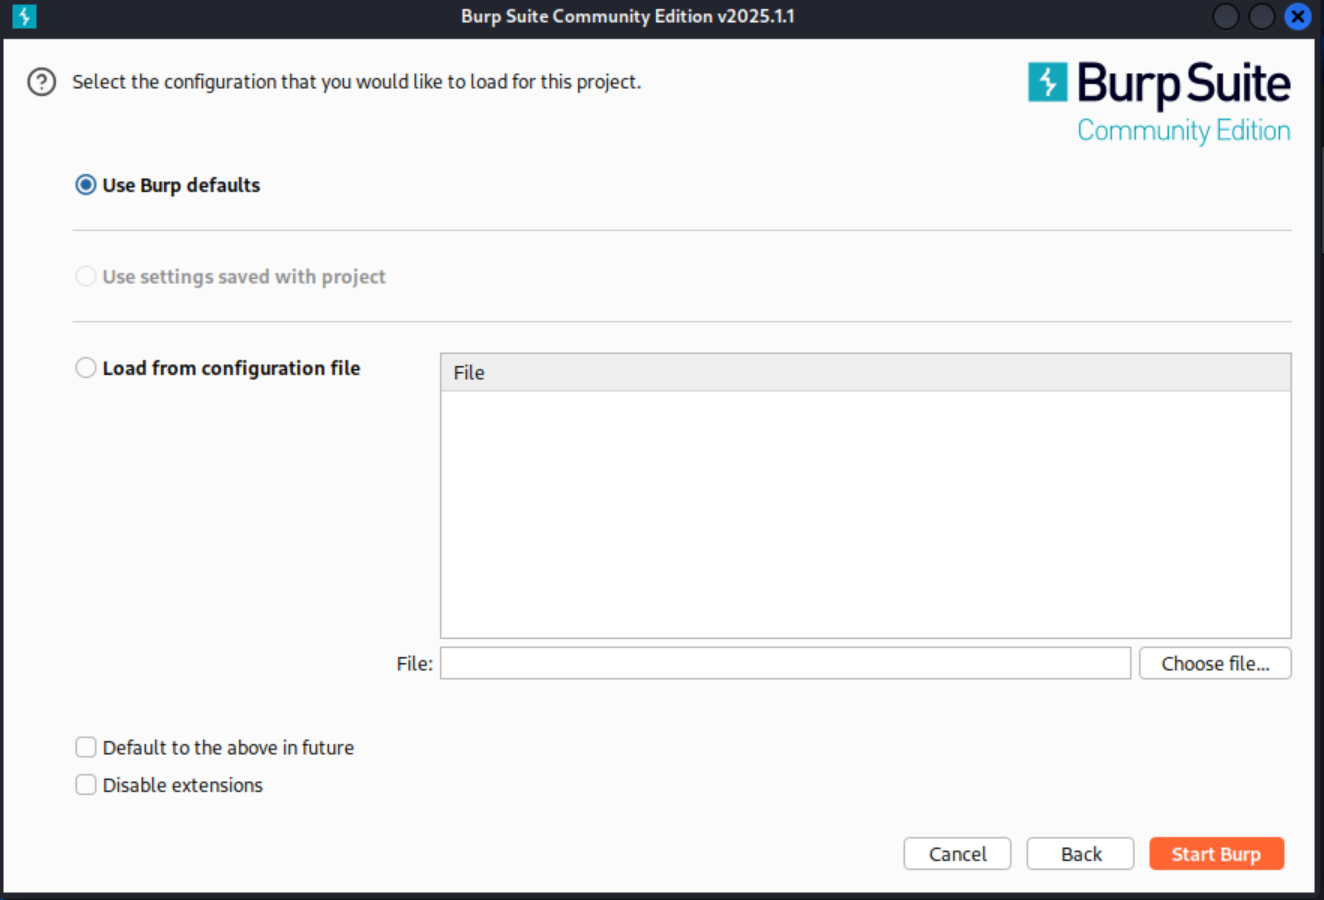 Burp Suite Community Edition v2025.1.1
Select the configuration that you would like to load for this project.
Burp Suite
Community Edition
Use Burp defaults
Use settings saved with project
Load from configuration file
File
File:
Choose file...
Default to the above in future
Disable extensions
Cancel
Back
Start Burp